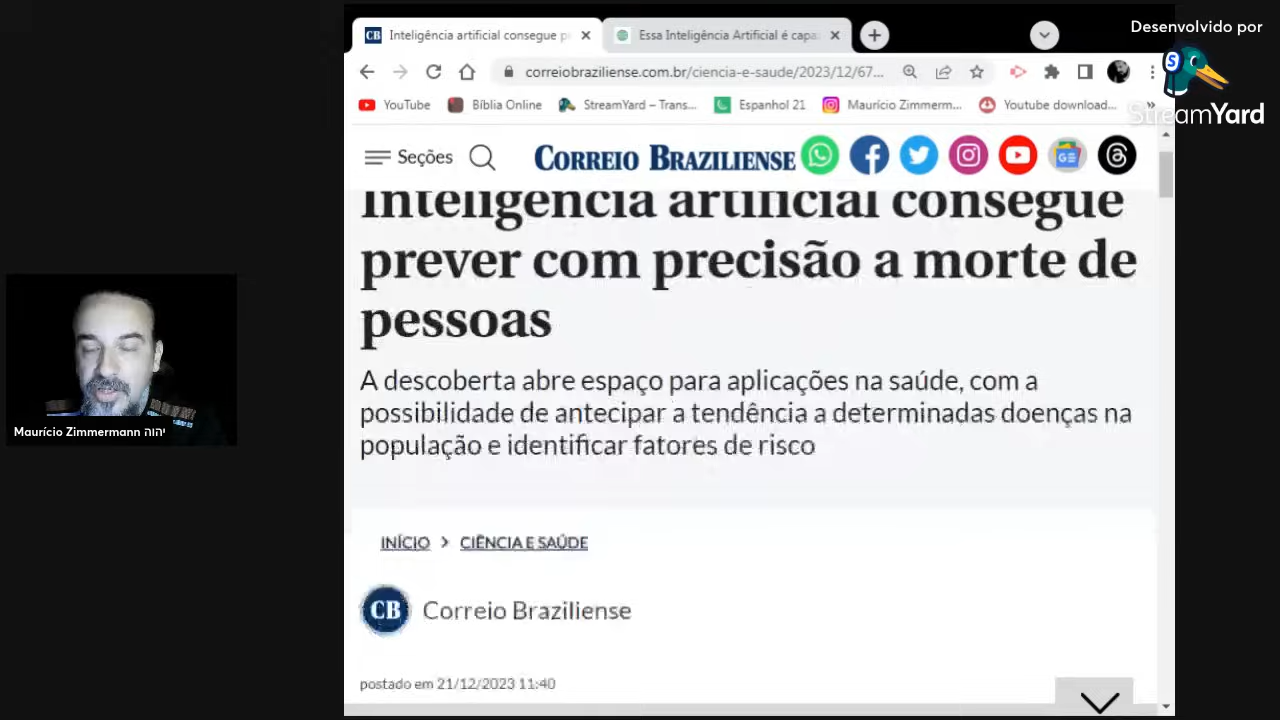 Inteligência artificial consegue p
Essa Inteligência Artificial é capa
Desenvolvido por
StreamYard
correiobraziliense.com.br/ciencia-e-saude/2023/12/67...
YouTube
Bíblia Online
StreamYard – Trans...
Espanhol 21
Maurício Zimmerm...
Youtube download...
»
Seções
CORREIO BRAZILIENSE
Inteligência artificial consegue
prever com precisão a morte de
pessoas
A descoberta abre espaço para aplicações na saúde, com a
possibilidade de antecipar a tendência a determinadas doenças na
população e identificar fatores de risco
Maurício Zimmermann יהוה
INÍCIO > CIÊNCIA E SAÚDE
CB
Correio Braziliense
postado em 21/12/2023 11:40